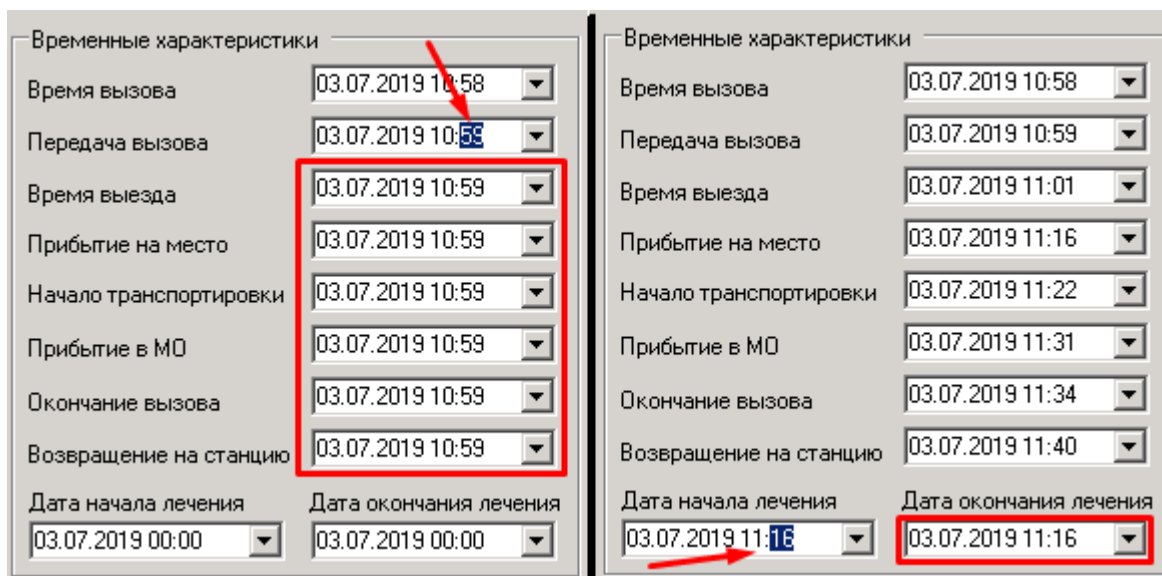 Временные характеристики
Время вызова 03.07.2019 10:58
Передача вызова 03.07.2019 10:59
Время выезда 03.07.2019 10:59
Прибытие на место 03.07.2019 10:59
Начало транспортировки 03.07.2019 10:59
Прибытие в МО 03.07.2019 10:59
Окончание вызова 03.07.2019 10:59
Возвращение на станцию 03.07.2019 10:59
Дата начала лечения Дата окончания лечения
03.07.2019 00:00 03.07.2019 00:00
Временные характеристики
Время вызова 03.07.2019 10:58
Передача вызова 03.07.2019 10:59
Время выезда 03.07.2019 11:01
Прибытие на место 03.07.2019 11:16
Начало транспортировки 03.07.2019 11:22
Прибытие в МО 03.07.2019 11:31
Окончание вызова 03.07.2019 11:34
Возвращение на станцию 03.07.2019 11:40
Дата начала лечения Дата окончания лечения
03.07.2019 11:16 03.07.2019 11:16